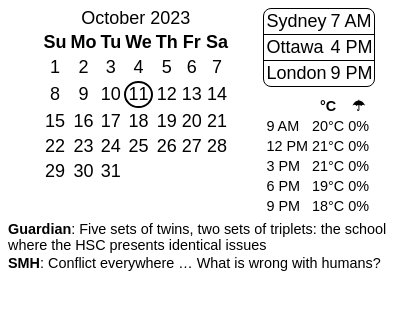 October 2023
Su Mo Tu We Th Fr Sa
1 2 3 4 5 6 7
8 9 10 11 12 13 14
15 16 17 18 19 20 21
22 23 24 25 26 27 28
29 30 31
Sydney 7 AM
Ottawa 4 PM
London 9 PM
°C ☂
9 AM 20°C 0%
12 PM 21°C 0%
3 PM 21°C 0%
6 PM 19°C 0%
9 PM 18°C 0%
Guardian: Five sets of twins, two sets of triplets: the school
where the HSC presents identical issues
SMH: Conflict everywhere … What is wrong with humans?